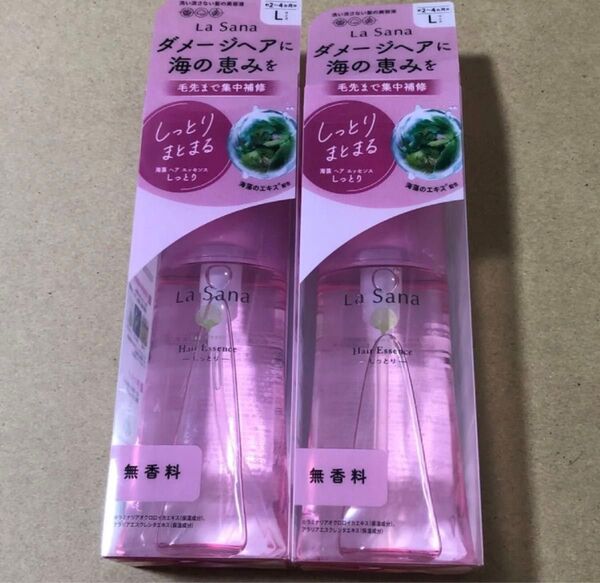 洗い流さない髪の美容液
約2~4ヵ月分
Lサイズ
La Sana
ダメージヘアに
海の恵みを
毛先まで集中補修
しっとり
まとまる
海藻 ヘア エッセンス
しっとり
海藻のエキス*配合
La Sana
Hair Essence
しっとり
無香料
約2~4ヵ月分
Lサイズ
洗い流さない髪の美容液
La Sana
ダメージヘアに
海の恵みを
毛先まで集中補修
しっとり
まとまる
海藻 ヘア エッセンス
しっとり
海藻のエキス*配合
La Sana
Hair Essence
しっとり
無香料